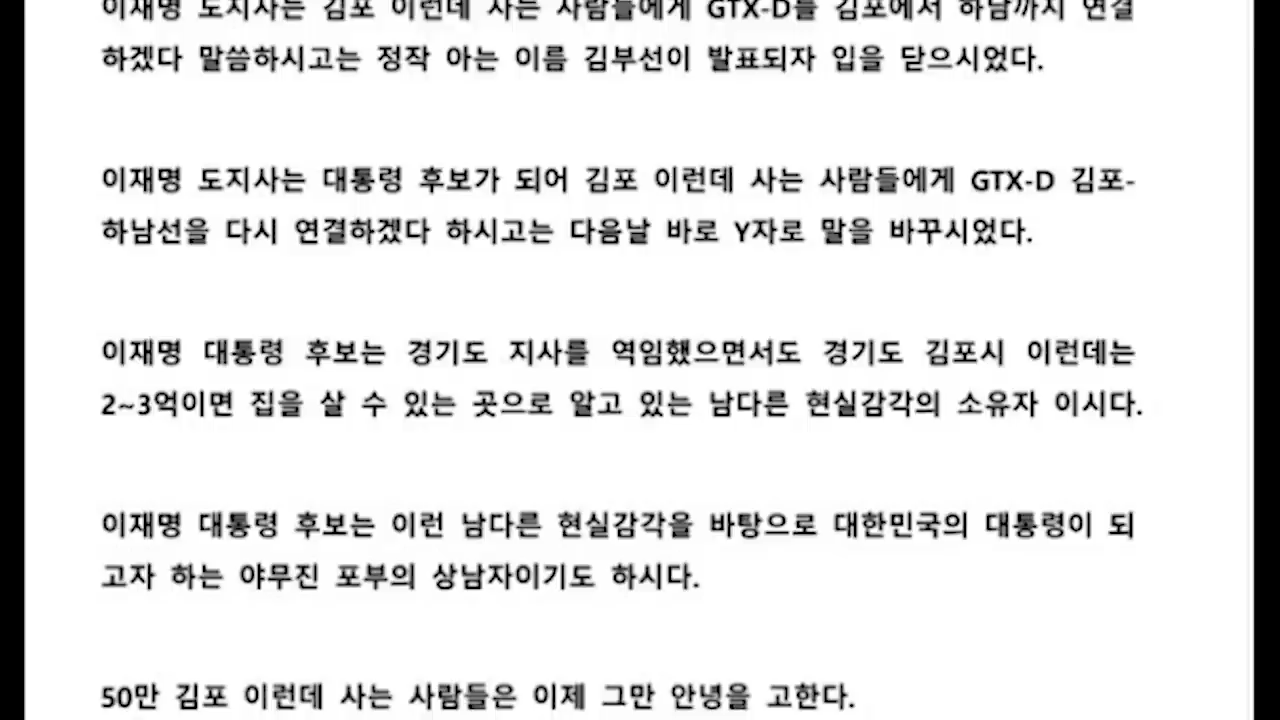 이재명 도지사는 김포 이런데 사는 사람들에게 GTX-D를 김포에서 하남까지 연결
하겠다 말씀하시고는 정작 아는 이름 김부선이 발표되자 입을 닫으시었다.
이재명 도지사는 대통령 후보가 되어 김포 이런데 사는 사람들에게 GTX-D 김포-
하남선을 다시 연결하겠다 하시고는 다음날 바로 Y자로 말을 바꾸시었다.
이재명 대통령 후보는 경기도 지사를 역임했으면서도 경기도 김포시 이런데는
2~3억이면 집을 살 수 있는 곳으로 알고 있는 남다른 현실감각의 소유자 이시다.
이재명 대통령 후보는 이런 남다른 현실감각을 바탕으로 대한민국의 대통령이 되
고자 하는 야무진 포부의 상남자이기도 하시다.
50만 김포 이런데 사는 사람들은 이제 그만 안녕을 고한다.